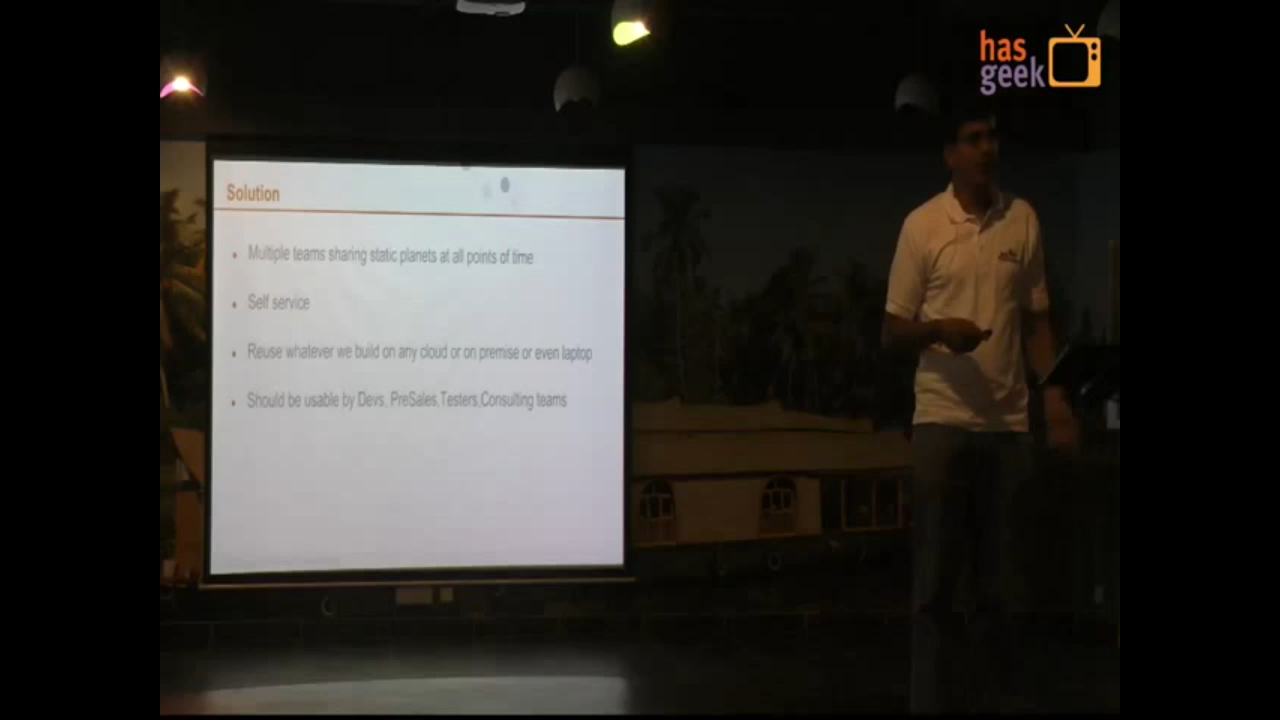 has
geek
Solution
Multiple teams sharing static planets at all points of time
Self service
Reuse whatever we build on any cloud or on premise or even laptop
Should be usable by Devs, PreSales,Testers,Consulting teams